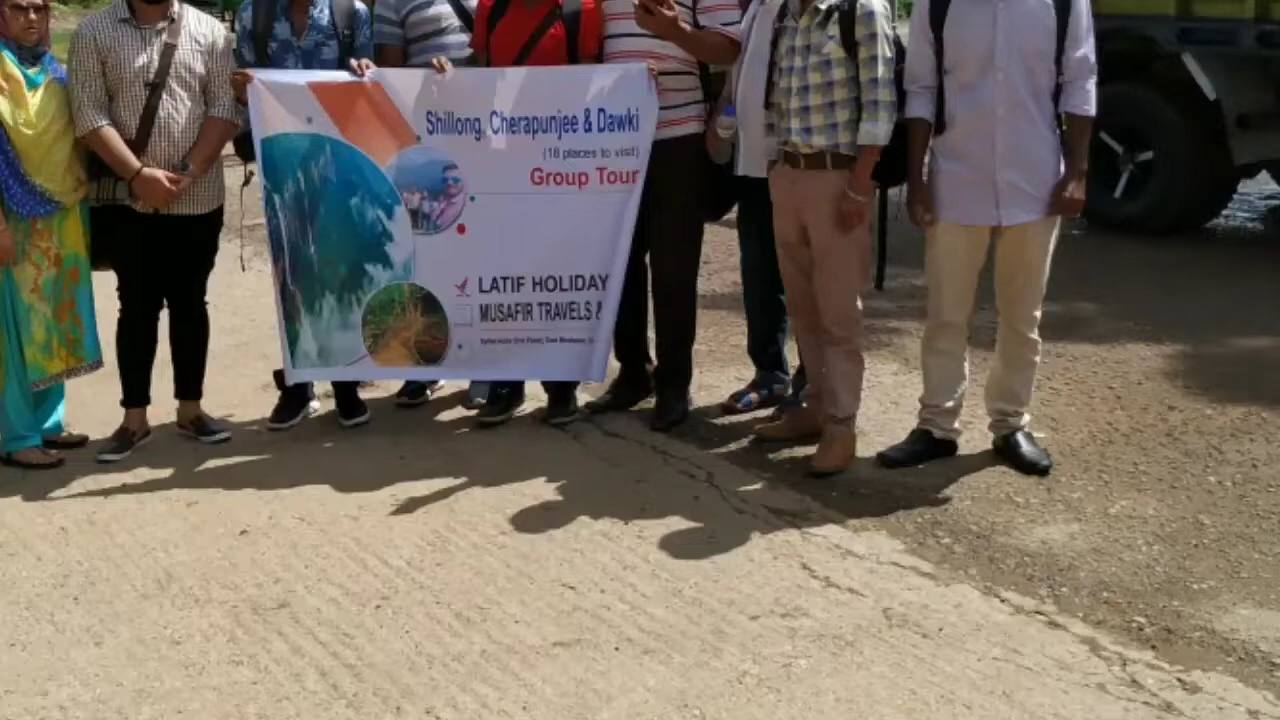 Shillong, Cherapunjee & Dawki
(18 places to visit)
Group Tour
LATIF HOLIDAY
MUSAFIR TRAVELS &